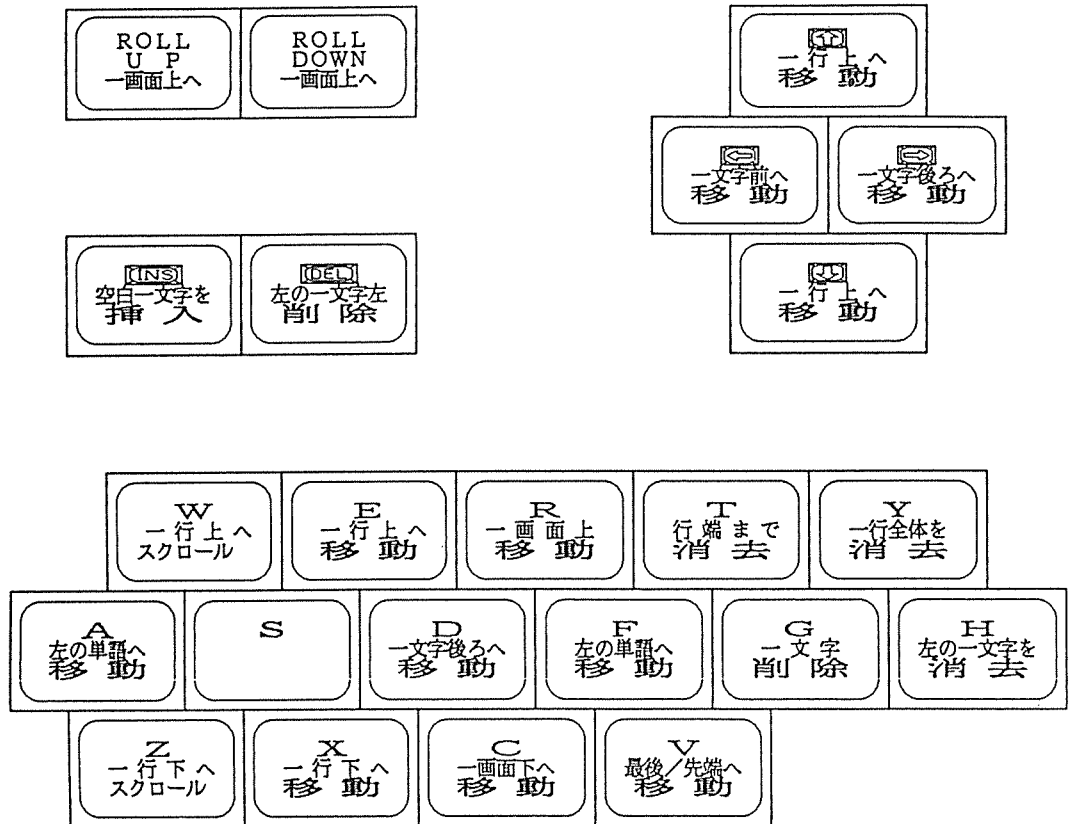 ROLL
UP
一画面上へ
ROLL
DOWN
一画面上へ
⇧
一行上へ
移動
⇦
一文字前へ
移動
⇨
一文字後ろへ
移動
INS
空白一文字を
挿入
DEL
左の一文字左
削除
⇩
一行上へ
移動
W
一行上へ
スクロール
E
一行上へ
移動
R
一画面上
移動
T
行端まで
消去
Y
一行全体を
消去
A
左の単語へ
移動
S
D
一文字後ろへ
移動
F
左の単語へ
移動
G
一文字
削除
H
左の一文字を
消去
Z
一行下へ
スクロール
X
一行下へ
移動
C
一画面下へ
移動
V
最後/先端へ
移動